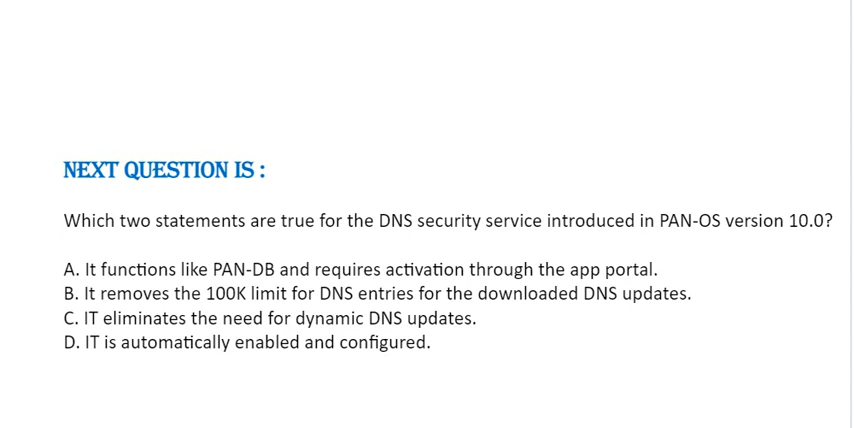 NEXT QUESTION IS :
Which two statements are true for the DNS security service introduced in PAN-OS version 10.0?
A. It functions like PAN-DB and requires activation through the app portal.
B. It removes the 100K limit for DNS entries for the downloaded DNS updates.
C. IT eliminates the need for dynamic DNS updates.
D. IT is automatically enabled and configured.